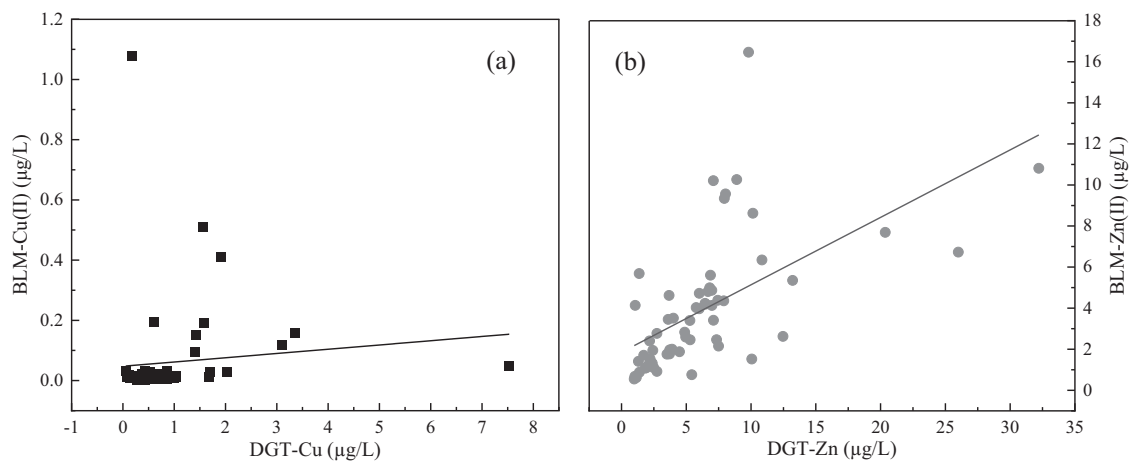 1.2
1.0
0.8
0.6
0.4
0.2
0.0
BLM-Cu(II) (µg/L)
(a)
-1 0 1 2 3 4 5 6 7 8
DGT-Cu (µg/L)
(b)
18
16
14
12
10
8
6
4
2
0
BLM-Zn(II) (µg/L)
0 5 10 15 20 25 30 35
DGT-Zn (µg/L)